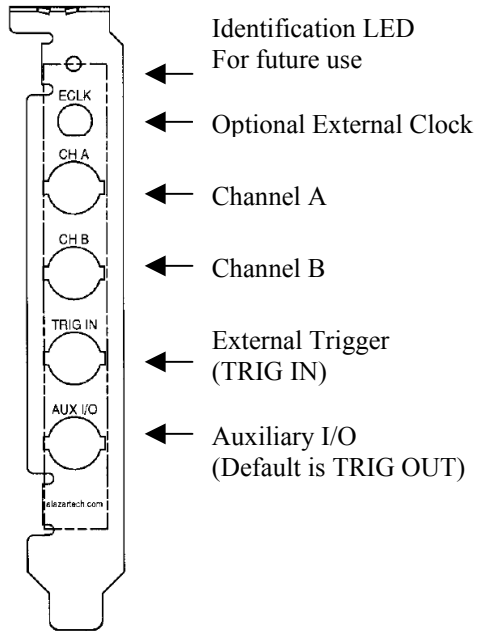 Identification LED
For future use
ECLK
Optional External Clock
CH A
Channel A
CH B
Channel B
TRIG IN
External Trigger
(TRIG IN)
AUX I/O
Auxiliary I/O
(Default is TRIG OUT)
alazartech.com